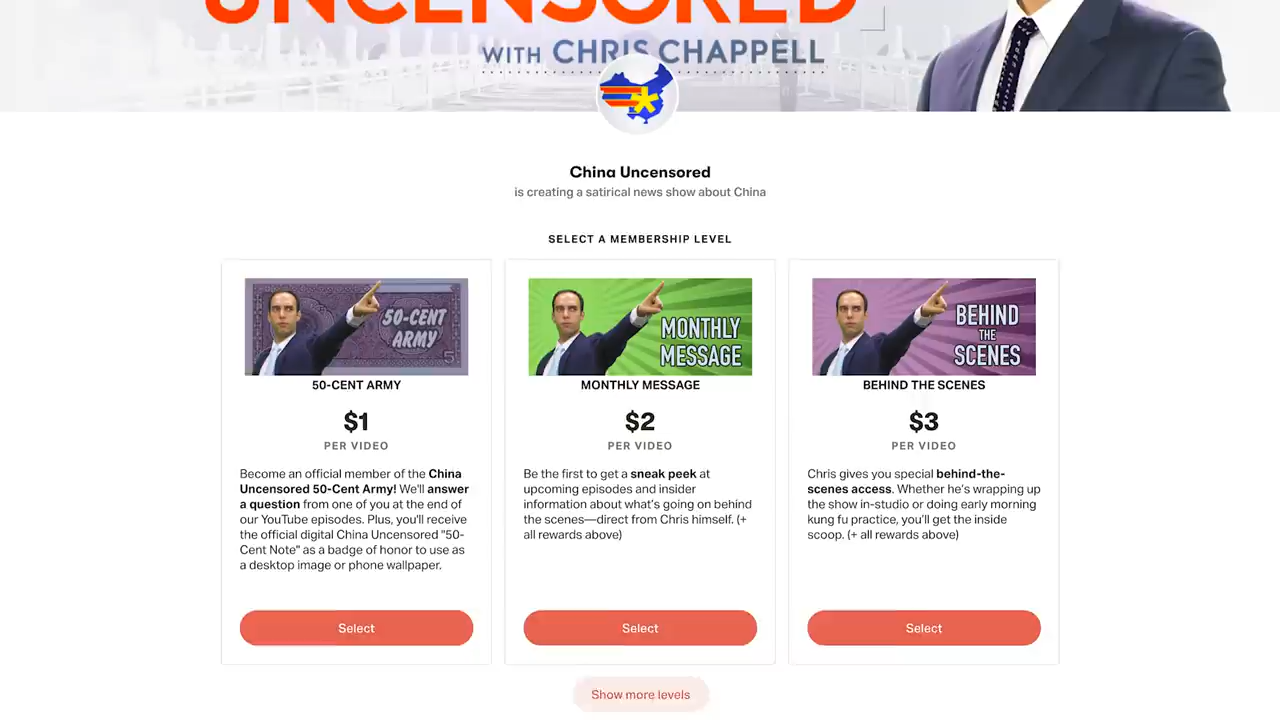 UNCENSORED
WITH CHRIS CHAPPELL
China Uncensored
is creating a satirical news show about China
SELECT A MEMBERSHIP LEVEL
50-CENT
ARMY
5
50-CENT ARMY
$1
PER VIDEO
Become an official member of the China
Uncensored 50-Cent Army! We'll answer
a question from one of you at the end of
our YouTube episodes. Plus, you'll receive
the official digital China Uncensored "50-
Cent Note" as a badge of honor to use as
a desktop image or phone wallpaper.
Select
MONTHLY
MESSAGE
MONTHLY MESSAGE
$2
PER VIDEO
Be the first to get a sneak peek at
upcoming episodes and insider
information about what's going on behind
the scenes—direct from Chris himself. (+
all rewards above)
Select
BEHIND
THE
SCENES
BEHIND THE SCENES
$3
PER VIDEO
Chris gives you special behind-the-
scenes access. Whether he's wrapping up
the show in-studio or doing early morning
kung fu practice, you'll get the inside
scoop. (+ all rewards above)
Select
Show more levels